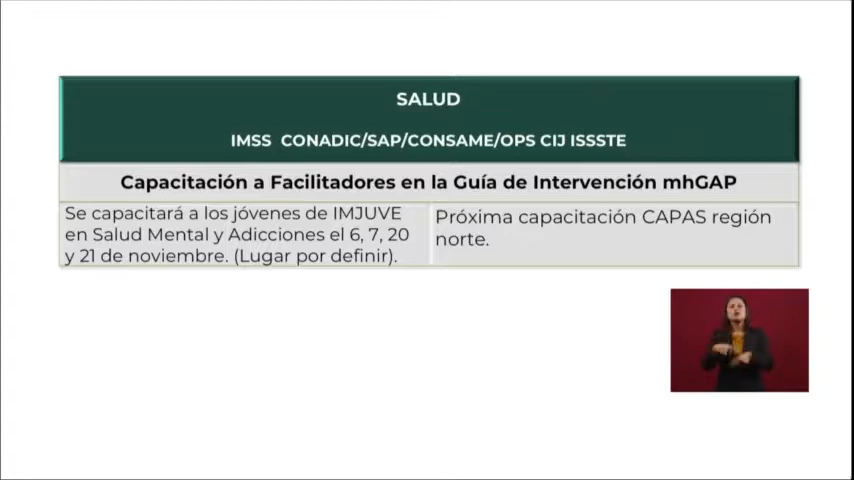 SALUD
IMSS CONADIC/SAP/CONSAME/OPS CIJ ISSSTE
Capacitación a Facilitadores en la Guía de Intervención mhGAP
Se capacitará a los jóvenes de IMJUVE
en Salud Mental y Adicciones el 6, 7, 20
y 21 de noviembre. (Lugar por definir).
Próxima capacitación CAPAS región
norte.